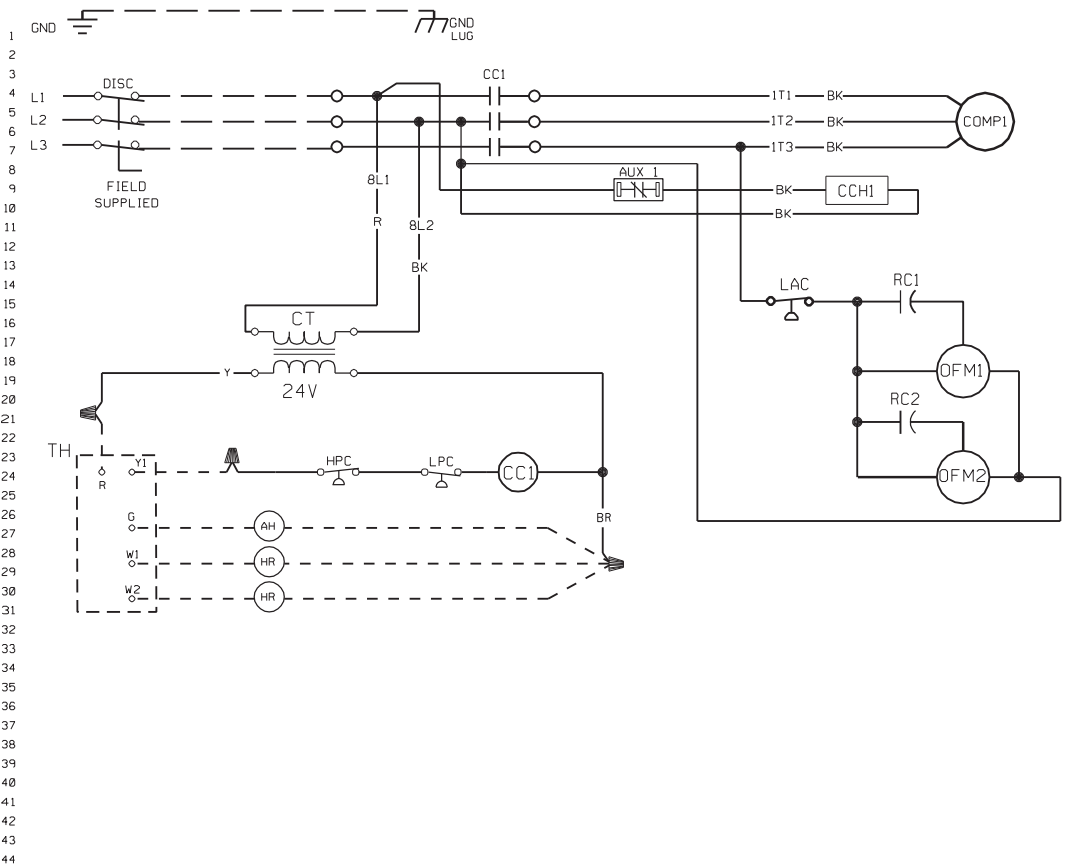 GND
GND
LUG
1
2
3
CC1
DISC
4
L1
1T1
BK
5
L2
1T2
BK
COMP1
6
7
L3
1T3
BK
8
AUX 1
8L1
9
FIELD
BK
CCH1
SUPPLIED
10
R
BK
11
8L2
12
13
BK
14
LAC
RC1
15
16
CT
17
18
19
Y
OFM1
24V
20
RC2
21
22
TH
23
Y1
HPC
LPC
24
CC1
OFM2
R
25
26
G
BR
27
AH
28
W1
29
HR
30
W2
HR
31
32
33
34
35
36
37
38
39
40
41
42
43
44